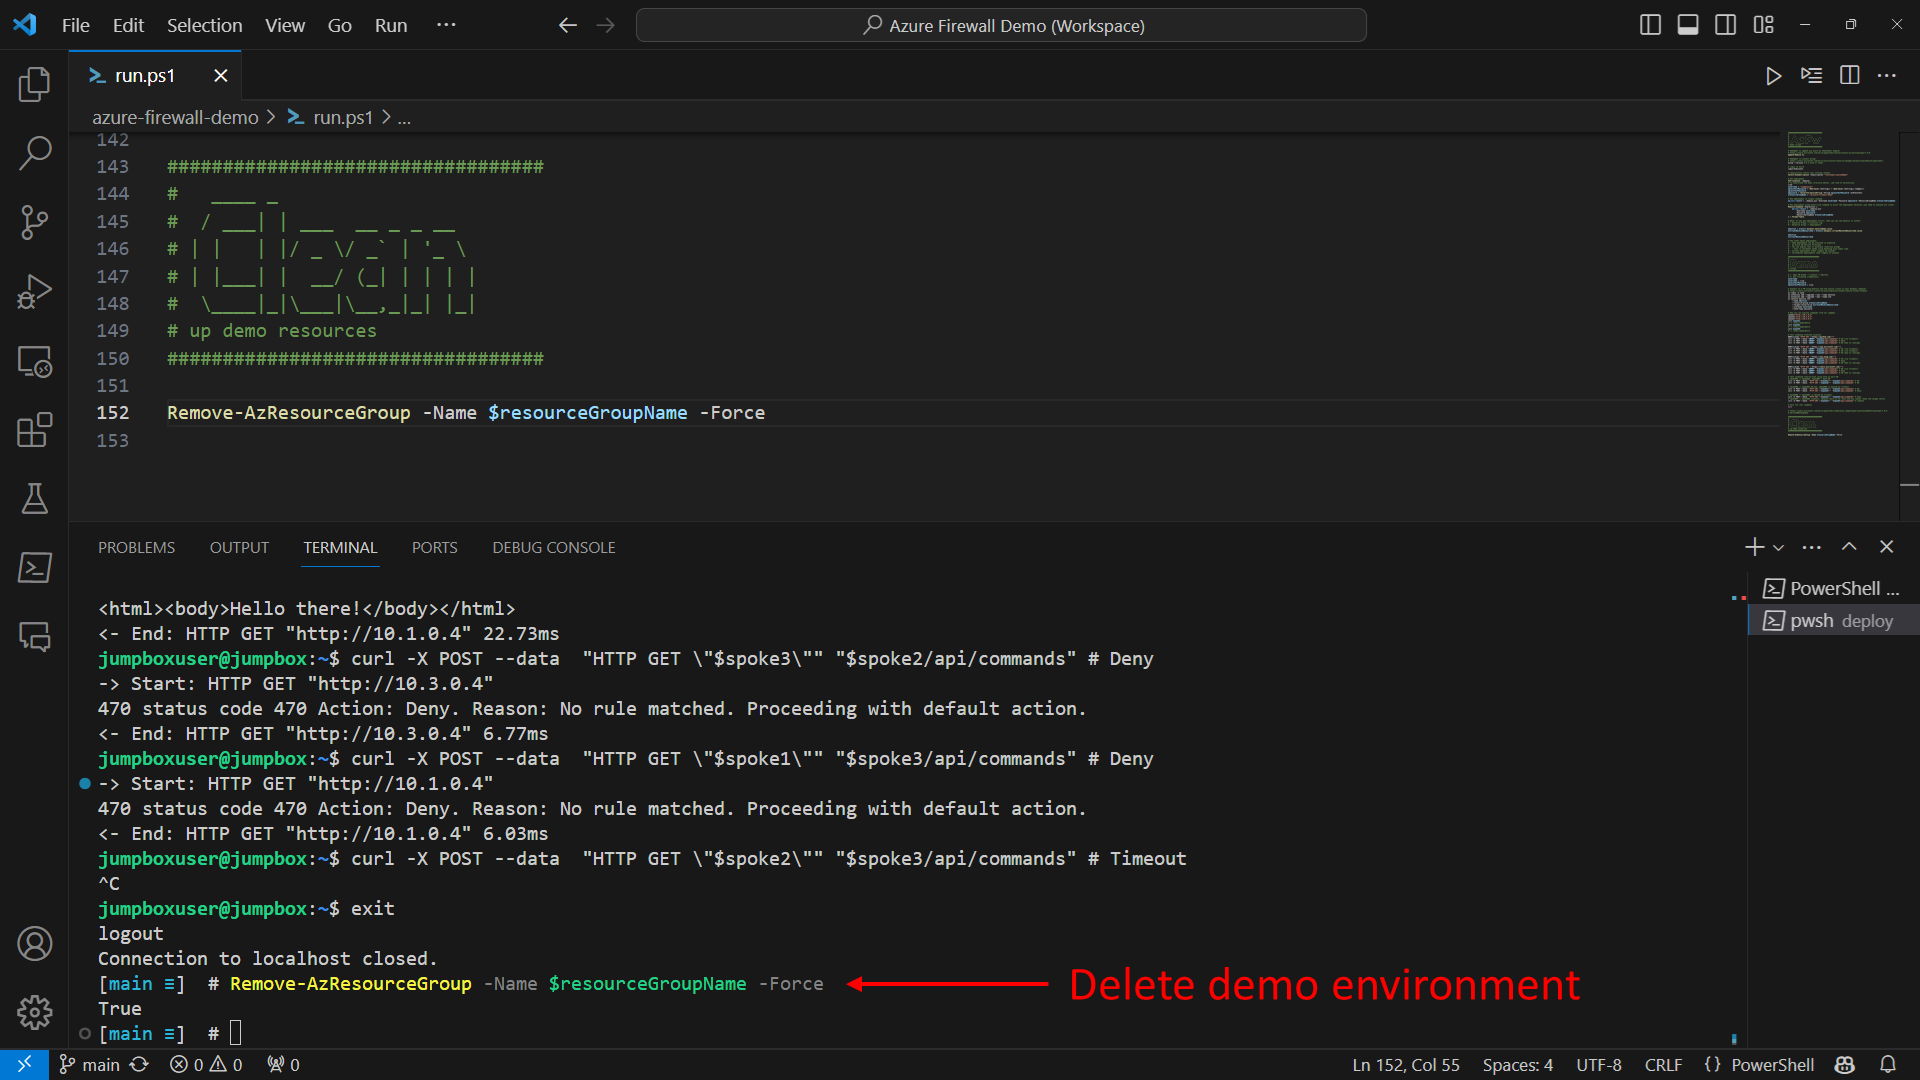 File Edit Selection View Go Run ···
Azure Firewall Demo (Workspace)
run.ps1
azure-firewall-demo > run.ps1 > ...
142
143 ##################################
144 #    ____ _
145 #  / ___| | ___  __ _ _ __
146 # | |   | |/ _ \/ _` | '_ \
147 # | |___| |  __/ (_| | | | |
148 #  \____|_|\___|\__,_|_| |_|
149 # up demo resources
150 ##################################
151
152 Remove-AzResourceGroup -Name $resourceGroupName -Force
153
PROBLEMS OUTPUT TERMINAL PORTS DEBUG CONSOLE
<html><body>Hello there!</body></html>
<- End: HTTP GET "http://10.1.0.4" 22.73ms
jumpboxuser@jumpbox:~$ curl -X POST --data  "HTTP GET \"$spoke3\"" "$spoke2/api/commands" # Deny
-> Start: HTTP GET "http://10.3.0.4"
470 status code 470 Action: Deny. Reason: No rule matched. Proceeding with default action.
<- End: HTTP GET "http://10.3.0.4" 6.77ms
jumpboxuser@jumpbox:~$ curl -X POST --data  "HTTP GET \"$spoke1\"" "$spoke3/api/commands" # Deny
-> Start: HTTP GET "http://10.1.0.4"
470 status code 470 Action: Deny. Reason: No rule matched. Proceeding with default action.
<- End: HTTP GET "http://10.1.0.4" 6.03ms
jumpboxuser@jumpbox:~$ curl -X POST --data  "HTTP GET \"$spoke2\"" "$spoke3/api/commands" # Timeout
^C
jumpboxuser@jumpbox:~$ exit
logout
Connection to localhost closed.
[main ≡]  # Remove-AzResourceGroup -Name $resourceGroupName -Force
Delete demo environment
True
[main ≡]  #
PowerShell ...
pwsh deploy
main 0 0 0
Ln 152, Col 55 Spaces: 4 UTF-8 CRLF {} PowerShell